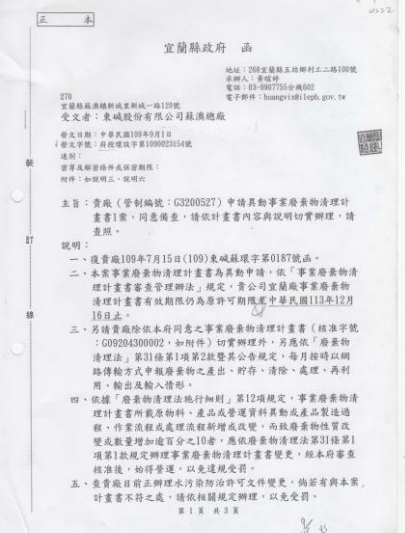 正本
宜蘭縣政府 函
地址：268宜蘭縣五結鄉利工二路100號
承辦人：黃
電話：03-9907755分機602
電子郵件：huangvix@ilepb.gov.tw
270
宜蘭縣蘇澳鎮新城里新城一路120號
受文者：東碱股份有限公司蘇澳總廠
發文日期：中華民國109年9月1日
發文字號：府授環設字第1090023154號
速別：
密等及解密條件或保密期限：
附件：如說明三、說明六
主旨：貴廠（管制編號：G3200527）申請異動事業廢棄物清理計
畫書1案，同意備查，請依計畫書內容與說明切實辦理，請
查照。
說明：
一、復貴廠109年7月15日(109)東碱蘇環字第0187號函。
二、本案事業廢棄物清理計畫書為異動申請，依「事業廢棄物清
理計畫書審查管理辦法」規定，貴公司宜蘭廠事業廢棄物
清理計畫書有效期限仍為原許可期限至中華民國113年12月
16日止。
三、另請貴廠除依本府同意之事業廢棄物清理計畫書（核准字號
：G09204300002，如附件）切實辦理外，另應依「廢棄物
清理法」第31條第1項第2款暨其公告規定，每月按時以網
路傳輸方式申報廢棄物之產出、貯存、清除、處理、再利
用、輸出及輸入情形。
四、依據「廢棄物清理法施行細則」第12項規定，事業廢棄物清
理計畫書所載原物料、產品或營運資料異動或產品製造過
程、作業流程或處理流程新增或改變，而致廢棄物性質改
變或數量增加逾百分之10者，應依廢棄物清理法第31條第1
項第1款規定辦理事業廢棄物清理計畫書變更，經本府審查
核准後，始得營運，以免違規受罰。
五、查貴廠目前正辦理水污染防治許可文件變更，倘若有與本案
計畫書不符之處，請依相關規定辦理，以免受罰。
第1頁 共3頁
裝
訂
線